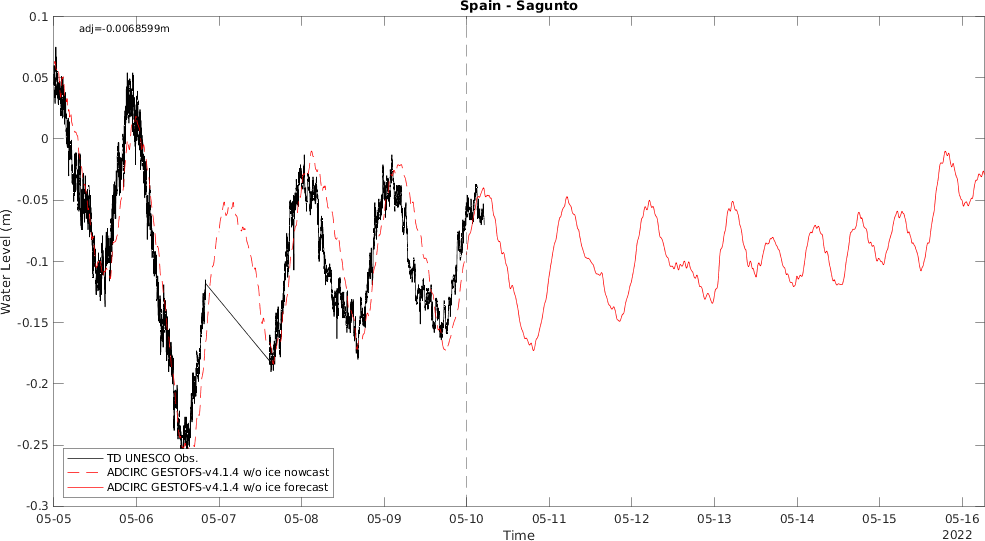 Spain - Sagunto
adj=-0.0068599m
0.1
0.05
0
-0.05
-0.1
-0.15
-0.2
-0.25
-0.3
Water Level (m)
TD UNESCO Obs.
ADCIRC GESTOFS-v4.1.4 w/o ice nowcast
ADCIRC GESTOFS-v4.1.4 w/o ice forecast
05-05 05-06 05-07 05-08 05-09 05-10 05-11 05-12 05-13 05-14 05-15 05-16
Time
2022